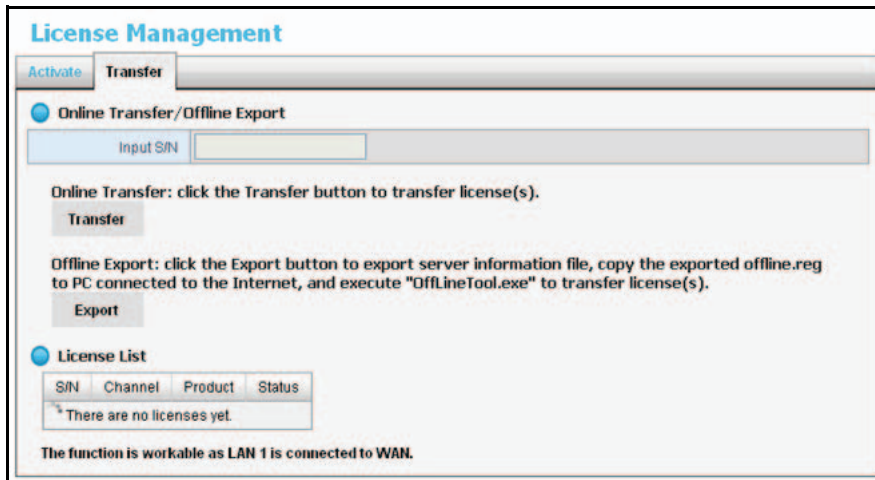 License Management
Activate Transfer
Online Transfer/Offline Export
Input S/N
Online Transfer: click the Transfer button to transfer license(s).
Transfer
Offline Export: click the Export button to export server information file, copy the exported offline.reg
to PC connected to the Internet, and execute "OffLineTool.exe" to transfer license(s).
Export
License List
S/N Channel Product Status
There are no licenses yet.
The function is workable as LAN 1 is connected to WAN.